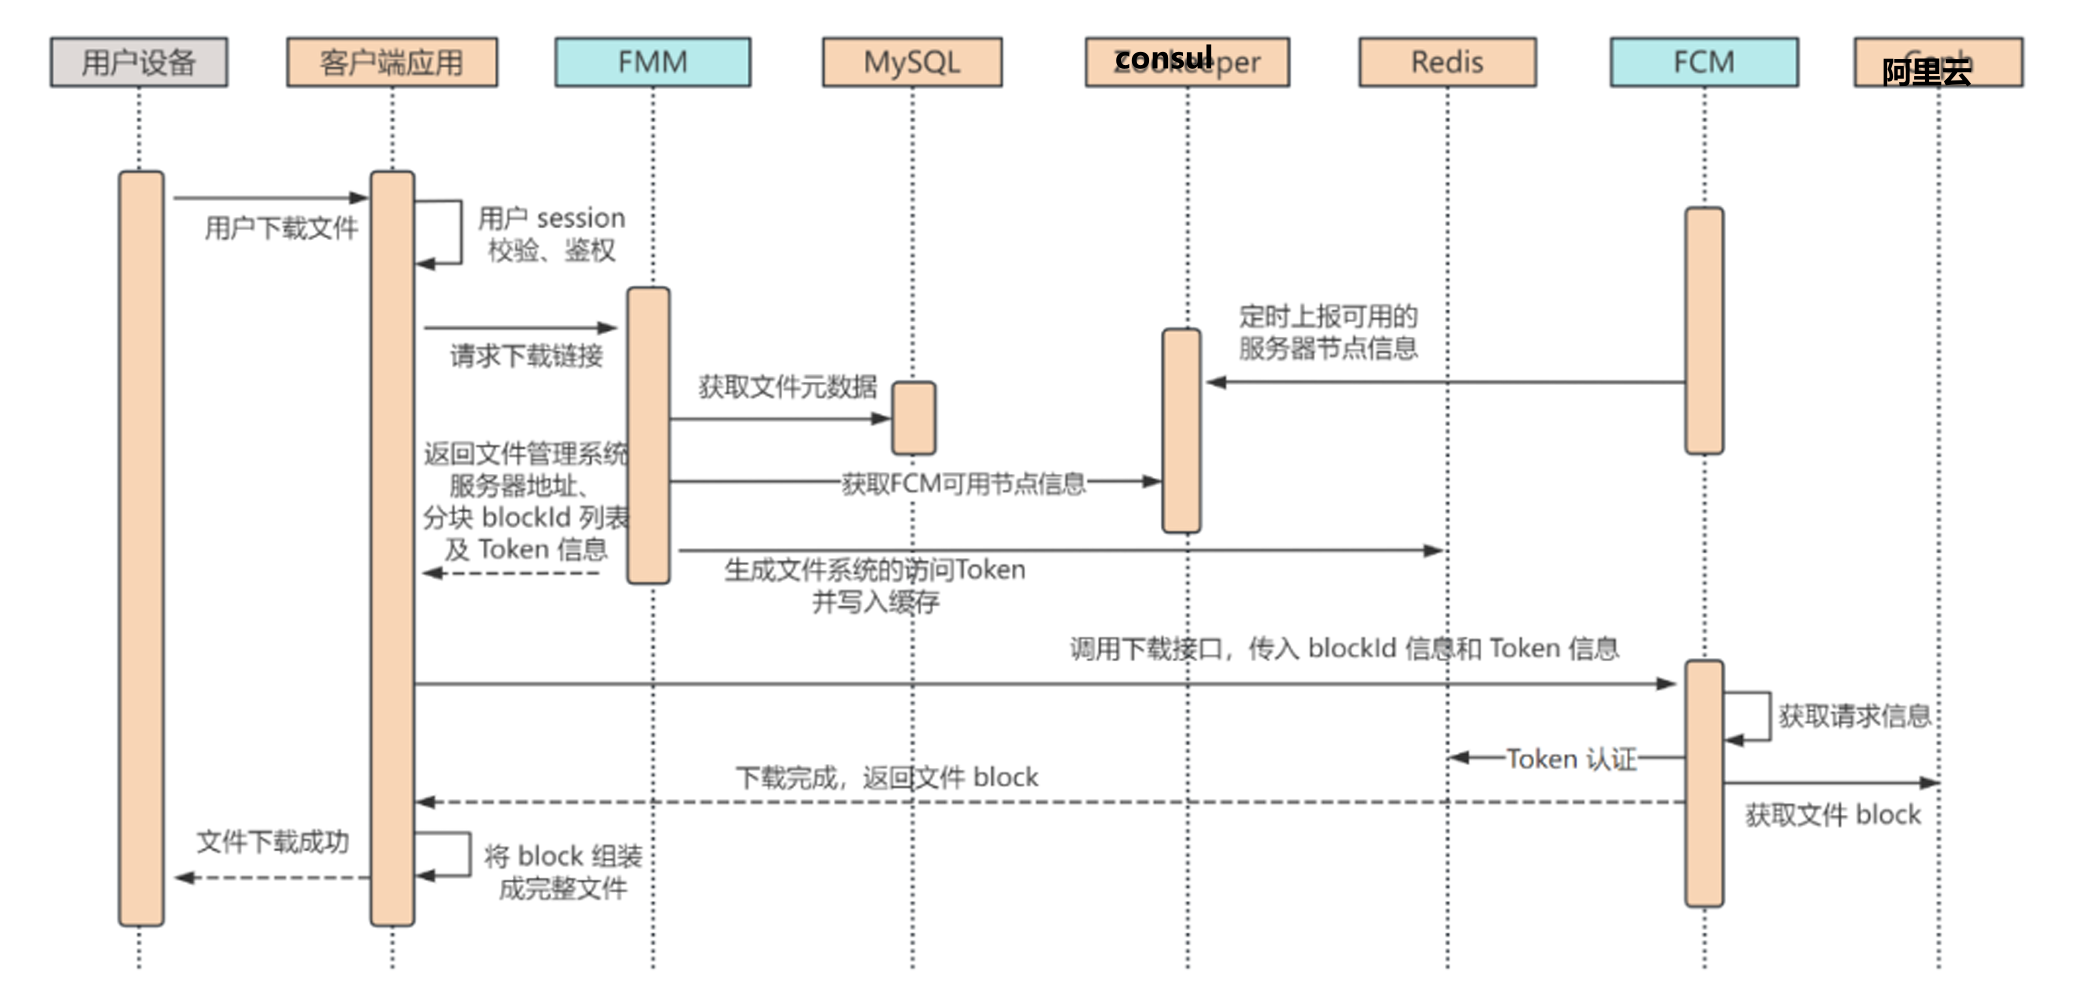 用户设备
客户端应用
FMM
MySQL
consul
Zookeeper
Redis
FCM
阿里云
用户下载文件
用户 session
校验、鉴权
请求下载链接
定时上报可用的
服务器节点信息
获取文件元数据
返回文件管理系统
服务器地址、
分块 blockId 列表
及 Token 信息
获取FCM可用节点信息
生成文件系统的访问Token
并写入缓存
调用下载接口，传入 blockId 信息和 Token 信息
获取请求信息
Token 认证
下载完成，返回文件 block
获取文件 block
文件下载成功
将 block 组装
成完整文件